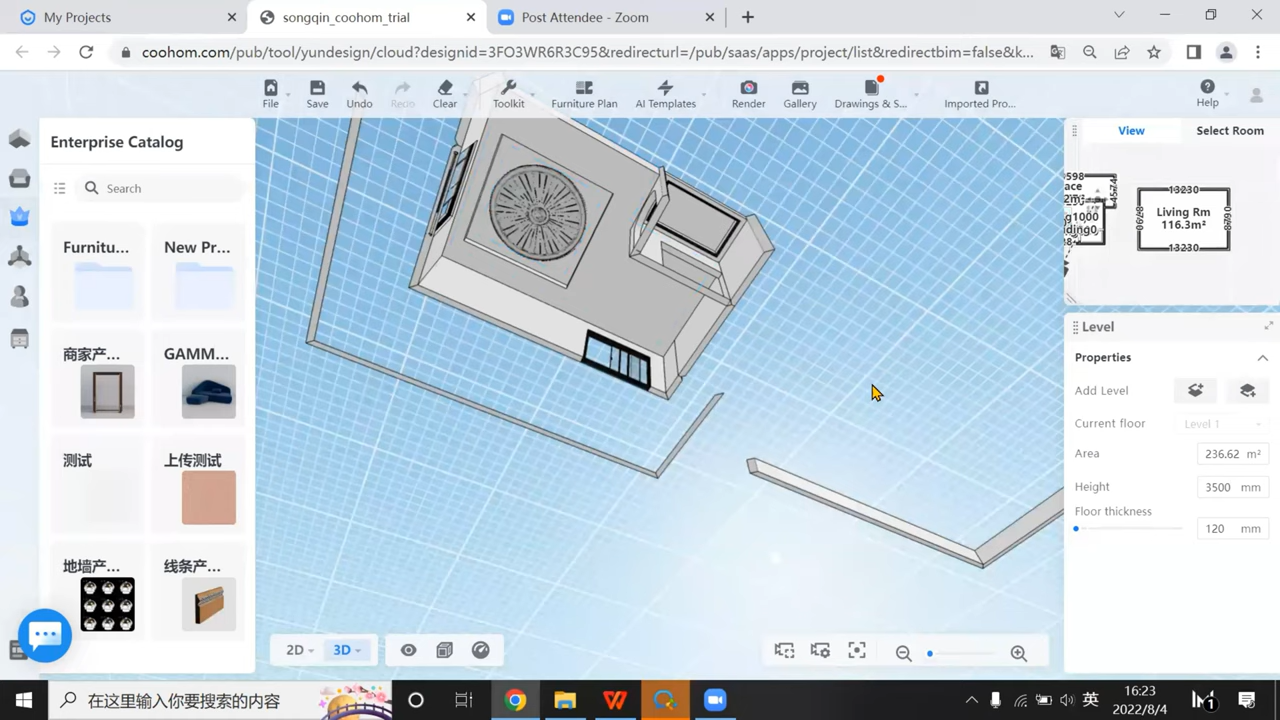 My Projects
songqin_coohom_trial
Post Attendee - Zoom
coohom.com/pub/tool/yundesign/cloud?designid=3FO3WR6R3C95&redirecturl=/pub/saas/apps/project/list&redirectbim=false&k...
File
Save
Undo
Redo
Clear
Toolkit
Furniture Plan
AI Templates
Render
Gallery
Drawings & S...
Imported Pro...
Help
Enterprise Catalog
Search
Furnitu...
New Pr...
商家产...
GAMM...
测试
上传测试
地墙产...
线条产...
2D
3D
View
Select Room
13230
Living Rm
116.3m²
13230
Level
Properties
Add Level
Current floor
Level 1
Area
236.62 m²
Height
3500 mm
Floor thickness
120 mm
在这里输入你要搜索的内容
英
16:23
2022/8/4
1